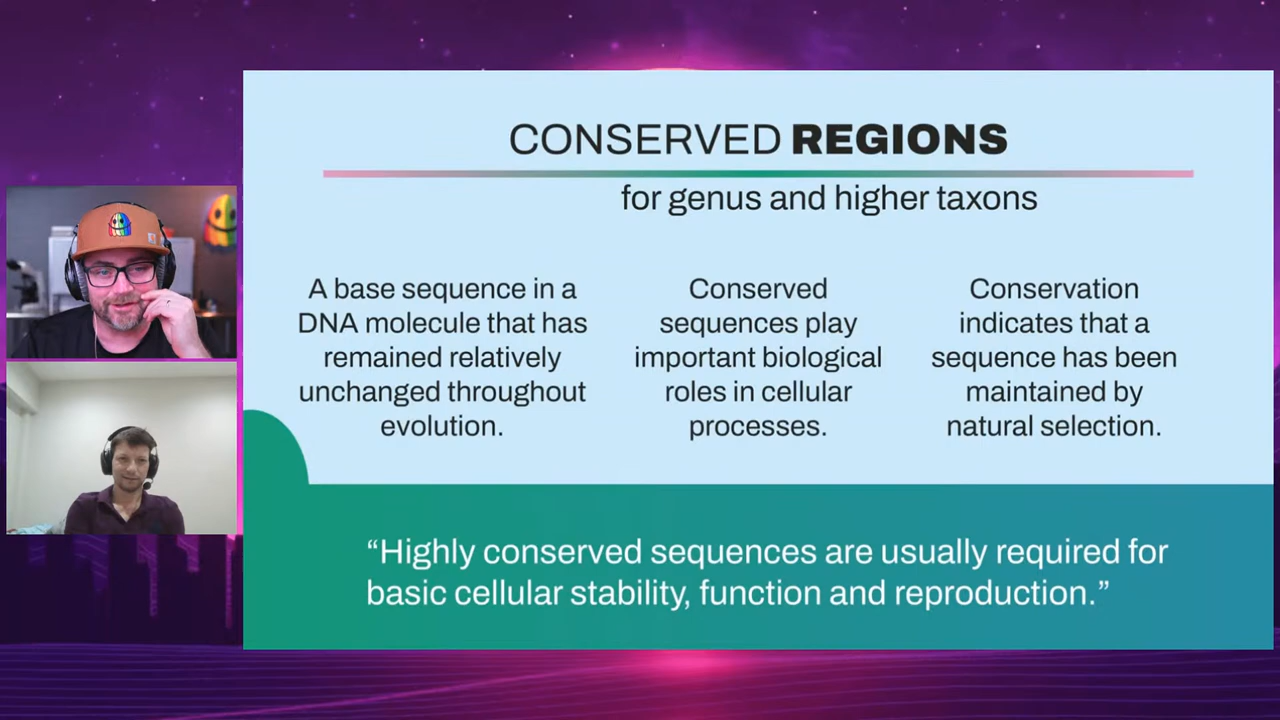 CONSERVED REGIONS
for genus and higher taxons
A base sequence in a
DNA molecule that has
remained relatively
unchanged throughout
evolution.
Conserved
sequences play
important biological
roles in cellular
processes.
Conservation
indicates that a
sequence has been
maintained by
natural selection.
“Highly conserved sequences are usually required for
basic cellular stability, function and reproduction.”